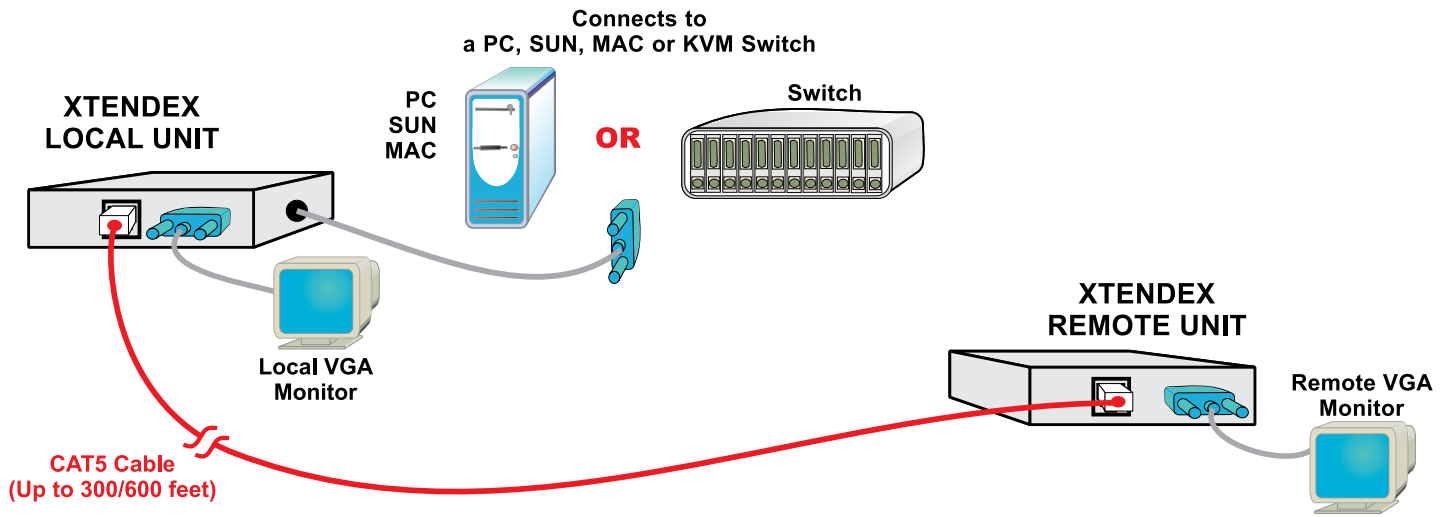 Connects to
a PC, SUN, MAC or KVM Switch
XTENDEX
LOCAL UNIT
PC
SUN
MAC
OR
Switch
Local VGA
Monitor
XTENDEX
REMOTE UNIT
Remote VGA
Monitor
CAT5 Cable
(Up to 300/600 feet)